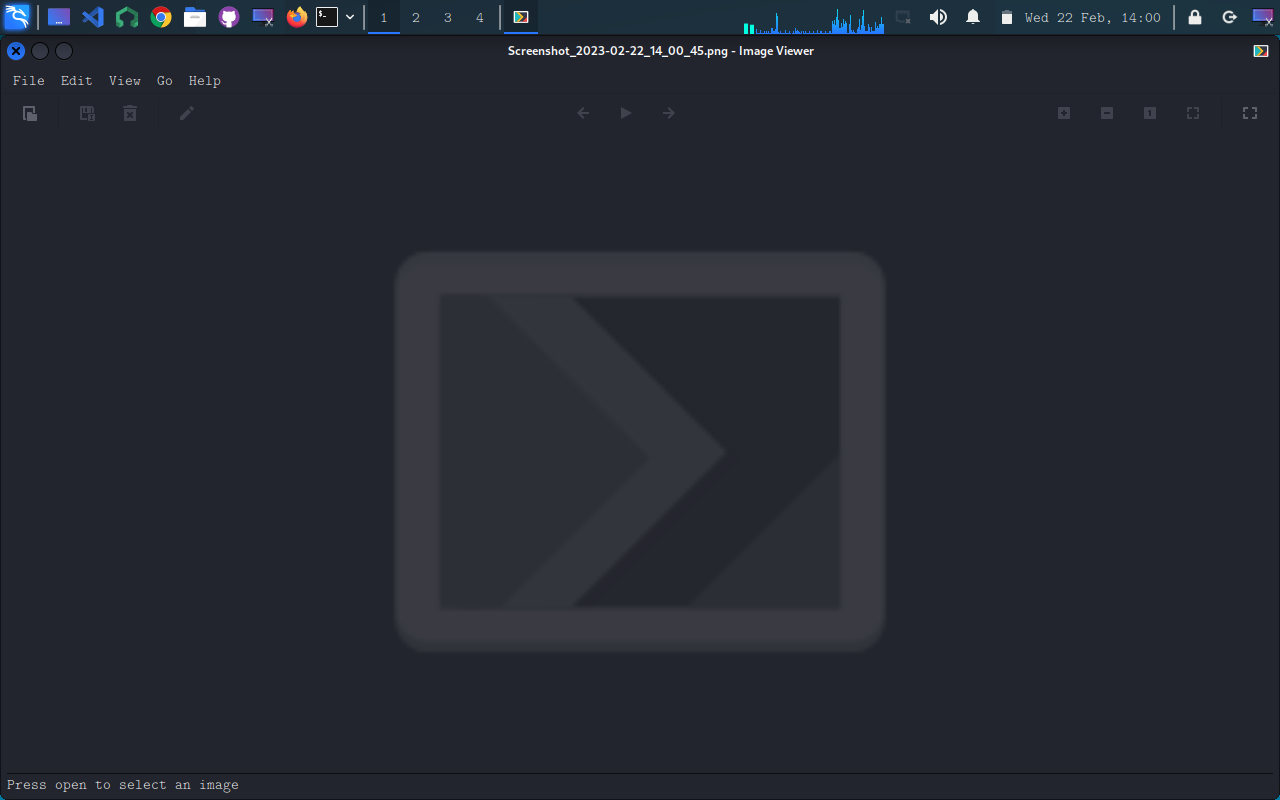 1 2 3 4 Wed 22 Feb, 14:00
Screenshot_2023-02-22_14_00_45.png - Image Viewer
File Edit View Go Help
Press open to select an image